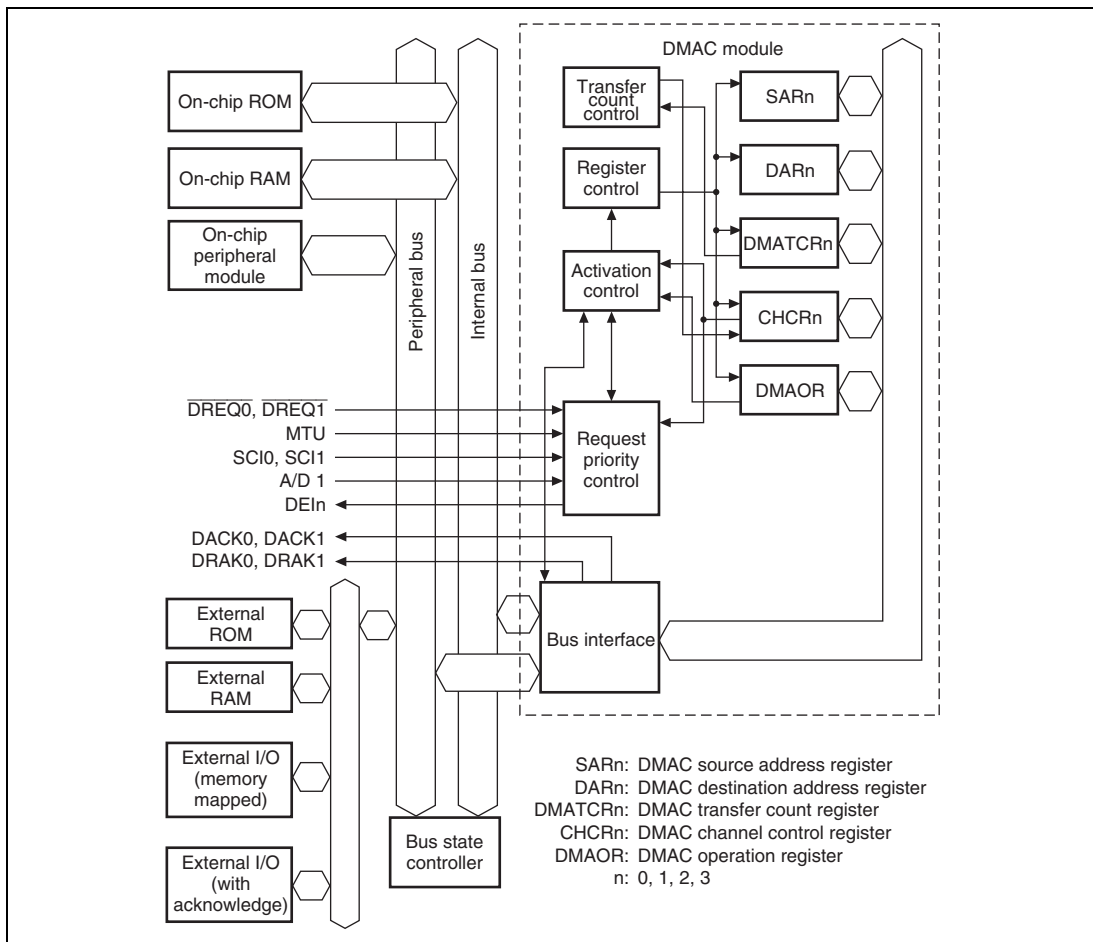 DMAC module
On-chip ROM
On-chip RAM
On-chip
peripheral
module
Peripheral bus
Internal bus
Transfer
count
control
Register
control
Activation
control
Request
priority
control
SARn
DARn
DMATCRn
CHCRn
DMAOR
DREQ0, DREQ1
MTU
SCI0, SCI1
A/D 1
DEIn
DACK0, DACK1
DRAK0, DRAK1
External
ROM
External
RAM
External I/O
(memory
mapped)
External I/O
(with
acknowledge)
Bus interface
Bus state
controller
SARn: DMAC source address register
DARn: DMAC destination address register
DMATCRn: DMAC transfer count register
CHCRn: DMAC channel control register
DMAOR: DMAC operation register
n: 0, 1, 2, 3